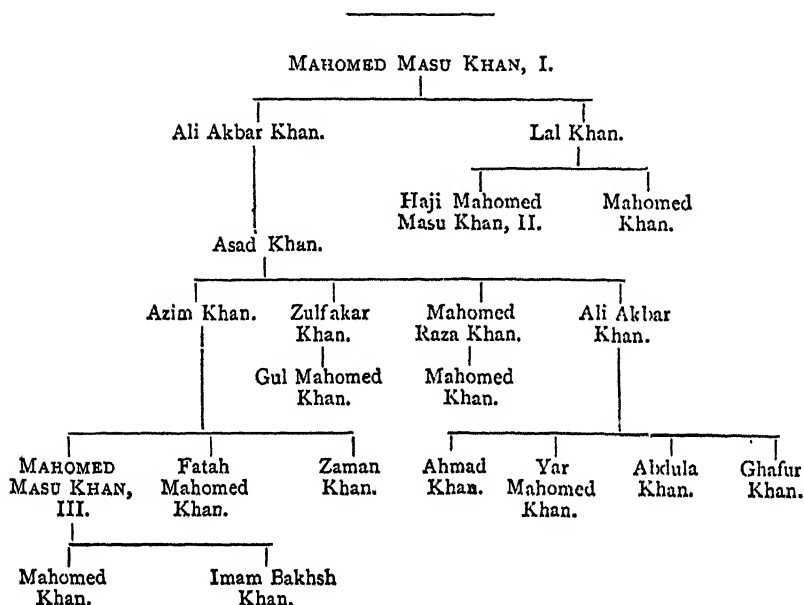 MAHOMED MASU KHAN, I.
Ali Akbar Khan.
Lal Khan.
Haji Mahomed
Masu Khan, II.
Mahomed
Khan.
Asad Khan.
Azim Khan.
Zulfakar
Khan.
Mahomed
Raza Khan.
Ali Akbar
Khan.
Gul Mahomed
Khan.
Mahomed
Khan.
MAHOMED
MASU KHAN,
III.
Fatah
Mahomed
Khan.
Zaman
Khan.
Ahmad
Khan.
Yar
Mahomed
Khan.
Abdula
Khan.
Ghafur
Khan.
Mahomed
Khan.
Imam Bakhsh
Khan.